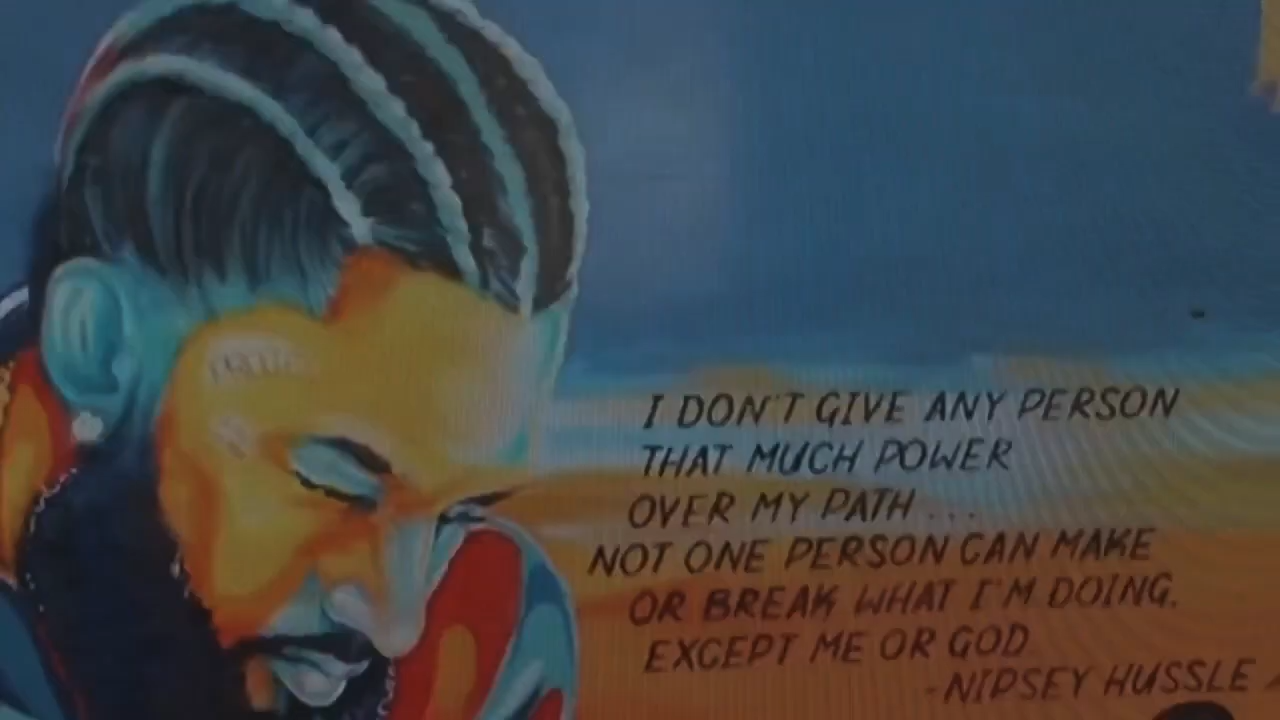 I DON'T GIVE ANY PERSON
THAT MUCH POWER
OVER MY PATH ...
NOT ONE PERSON CAN MAKE
OR BREAK WHAT I'M DOING.
EXCEPT ME OR GOD
-NIPSEY HUSSLE